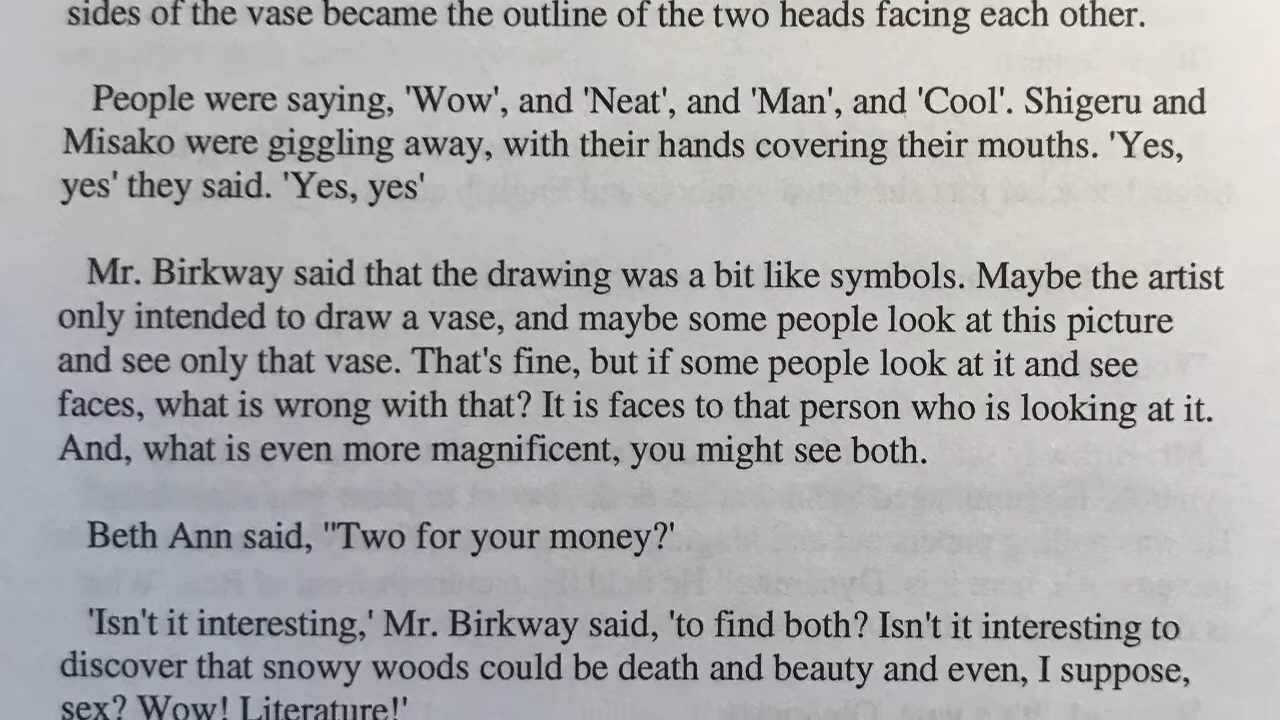 sides of the vase became the outline of the two heads facing each other.
People were saying, 'Wow', and 'Neat', and 'Man', and 'Cool'. Shigeru and
Misako were giggling away, with their hands covering their mouths. 'Yes,
yes' they said. 'Yes, yes'
Mr. Birkway said that the drawing was a bit like symbols. Maybe the artist
only intended to draw a vase, and maybe some people look at this picture
and see only that vase. That's fine, but if some people look at it and see
faces, what is wrong with that? It is faces to that person who is looking at it.
And, what is even more magnificent, you might see both.
Beth Ann said, "Two for your money?'
'Isn't it interesting,' Mr. Birkway said, 'to find both? Isn't it interesting to
discover that snowy woods could be death and beauty and even, I suppose,
sex? Wow! Literature!'